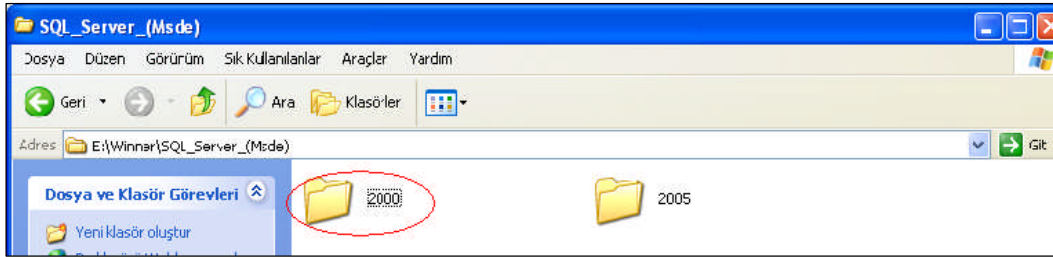 SQL_Server_(Msde)
Dosya Düzen Görünüm Sık Kullanılanlar Araçlar Yardım
Geri Ara Klasörler
Adres E:\Winner\SQL_Server_(Msde) Git
Dosya ve Klasör Görevleri
2000
2005
Yeni klasör oluştur